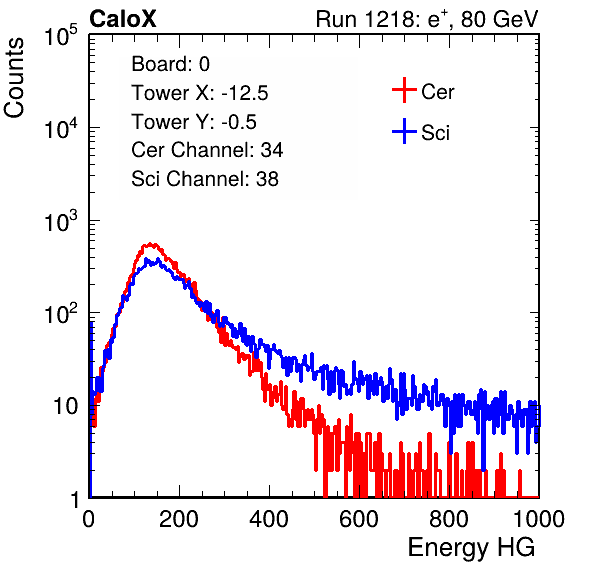 CaloX Run 1218: e⁺, 80 GeV
Counts
10⁵
10⁴
10³
10²
10
1
Board: 0
Tower X: -12.5
Tower Y: -0.5
Cer Channel: 34
Sci Channel: 38
Cer
Sci
0 200 400 600 800 1000
Energy HG